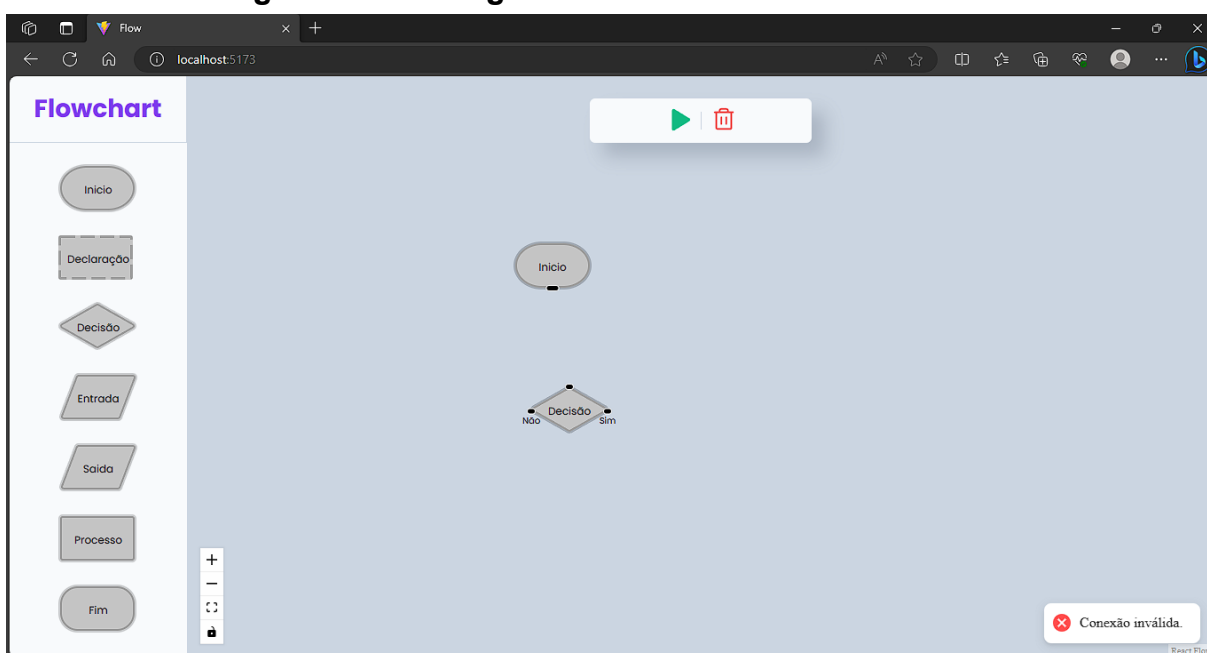 Flow
localhost:5173
Flowchart
Inicio
Declaração
Decisão
Entrada
Saida
Processo
Fim
Inicio
Decisão
Não
Sim
Conexão inválida.